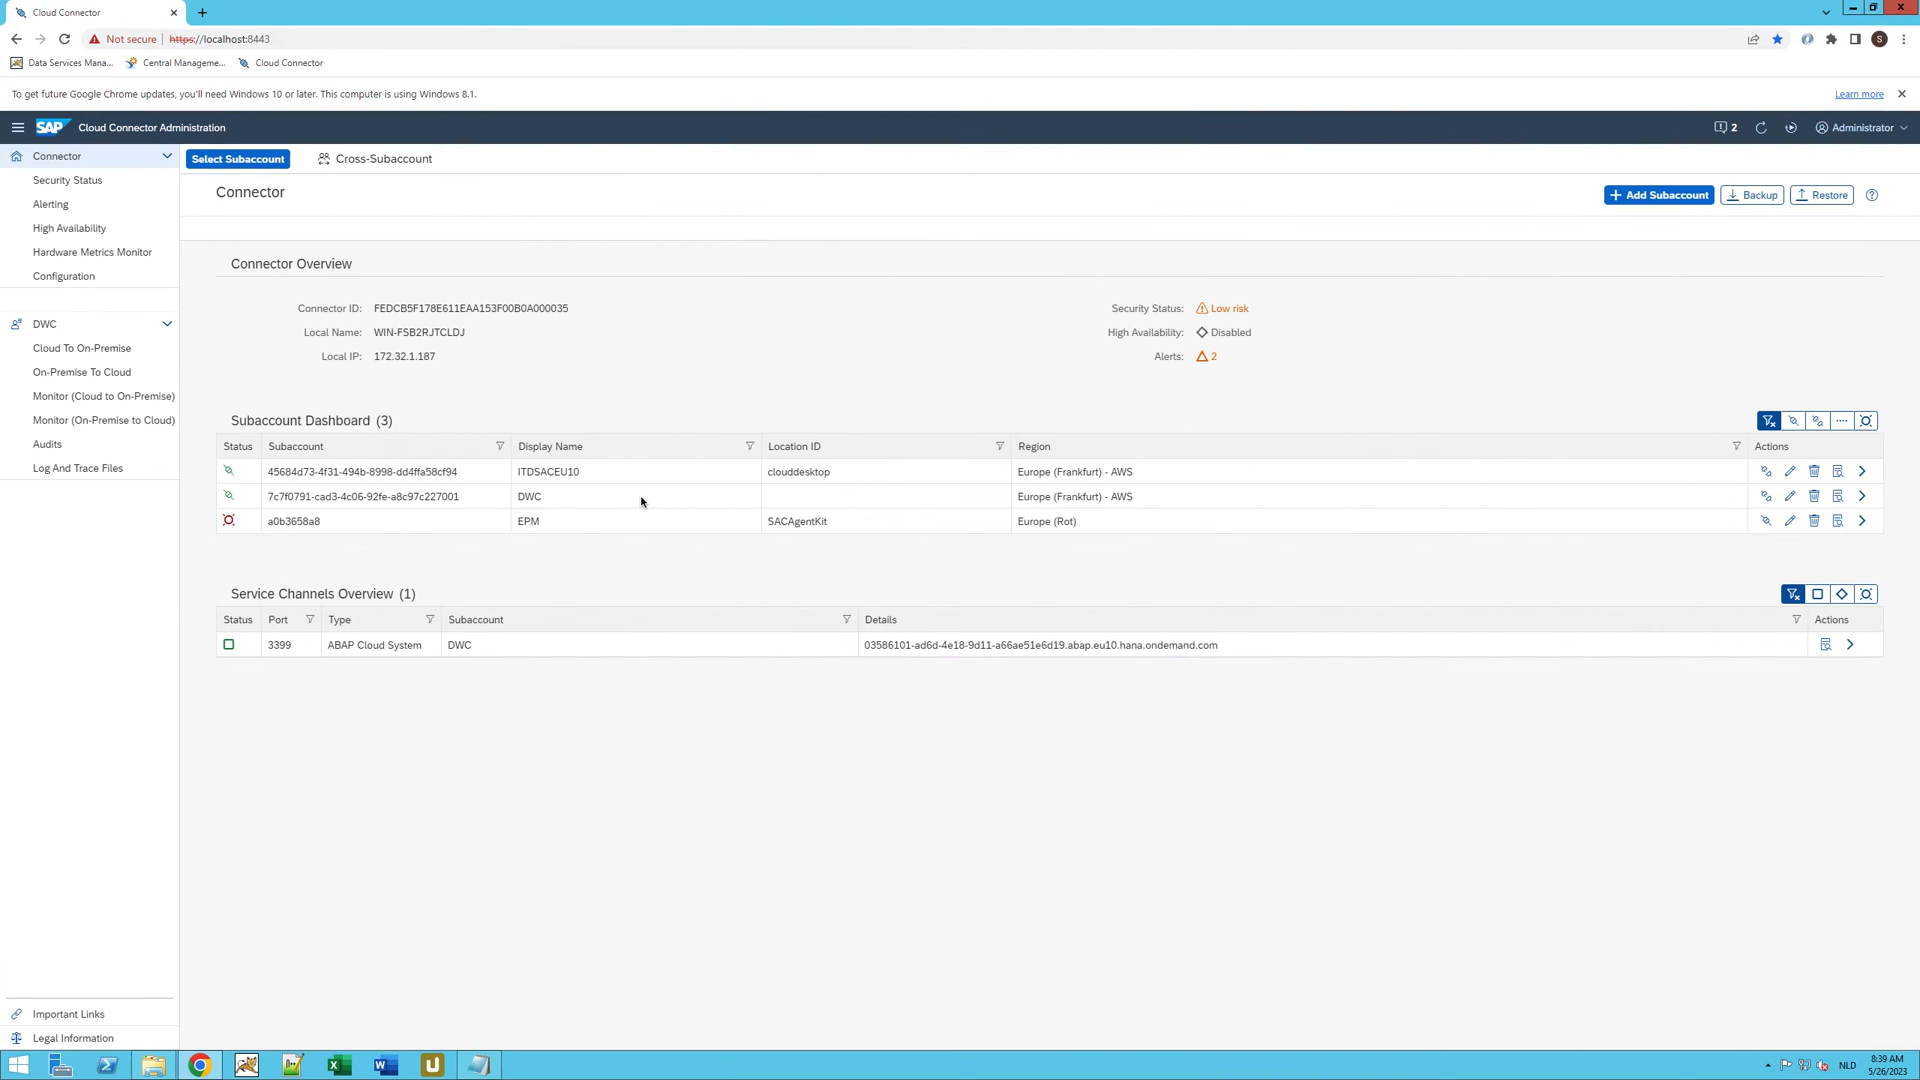 Cloud Connector
Not secure https://localhost:8443
S
Data Services Mana... Central Manageme... Cloud Connector
To get future Google Chrome updates, you'll need Windows 10 or later. This computer is using Windows 8.1. Learn more
SAP Cloud Connector Administration 2 Administrator
Connector
Security Status
Alerting
High Availability
Hardware Metrics Monitor
Configuration
DWC
Cloud To On-Premise
On-Premise To Cloud
Monitor (Cloud to On-Premise)
Monitor (On-Premise to Cloud)
Audits
Log And Trace Files
Important Links
Legal Information
Select Subaccount Cross-Subaccount
Connector Add Subaccount Backup Restore
Connector Overview
Connector ID: FEDCB5F178E611EAA153F00B0A000035 Security Status: Low risk
Local Name: WIN-FSB2RJTCLDJ High Availability: Disabled
Local IP: 172.32.1.187 Alerts: 2
Subaccount Dashboard (3)
Status Subaccount Display Name Location ID Region Actions
45684d73-4f31-494b-8998-dd4ffa58cf94 ITDSACEU10 clouddesktop Europe (Frankfurt) - AWS
7c7f0791-cad3-4c06-92fe-a8c97c227001 DWC Europe (Frankfurt) - AWS
a0b3658a8 EPM SACAgentKit Europe (Rot)
Service Channels Overview (1)
Status Port Type Subaccount Details Actions
3399 ABAP Cloud System DWC 03586101-ad6d-4e18-9d11-a66ae51e6d19.abap.eu10.hana.ondemand.com
NLD 8:39 AM
5/26/2023